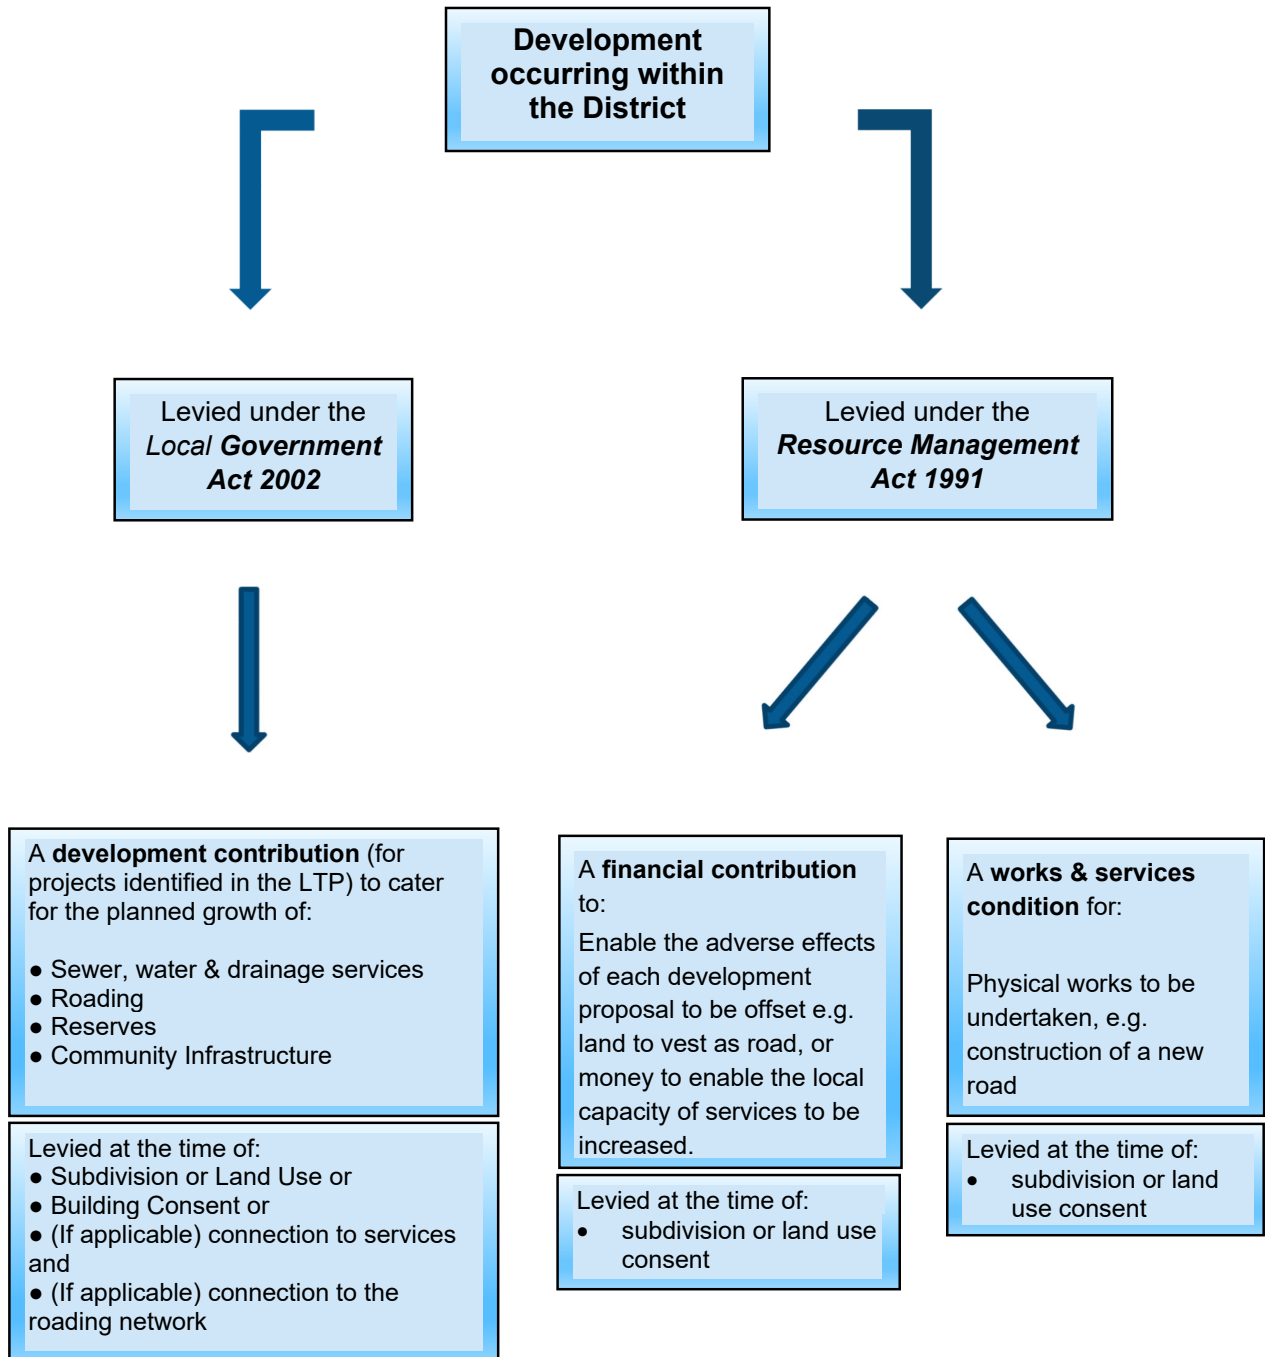 Development
occurring within
the District
Levied under the
Local Government
Act 2002
Levied under the
Resource Management
Act 1991
A development contribution (for
projects identified in the LTP) to cater
for the planned growth of:
● Sewer, water & drainage services
● Roading
● Reserves
● Community Infrastructure
Levied at the time of:
● Subdivision or Land Use or
● Building Consent or
● (If applicable) connection to services
and
● (If applicable) connection to the
roading network
A financial contribution
to:
Enable the adverse effects
of each development
proposal to be offset e.g.
land to vest as road, or
money to enable the local
capacity of services to be
increased.
Levied at the time of:
• subdivision or land use
consent
A works & services
condition for:
Physical works to be
undertaken, e.g.
construction of a new
road
Levied at the time of:
• subdivision or land
use consent